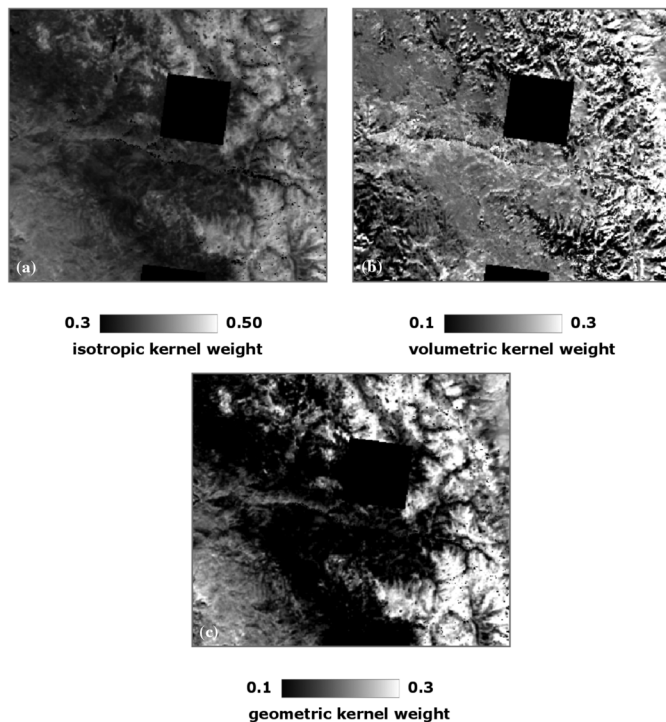 (a)
(b)
0.3 0.50
isotropic kernel weight
0.1 0.3
volumetric kernel weight
(c)
0.1 0.3
geometric kernel weight